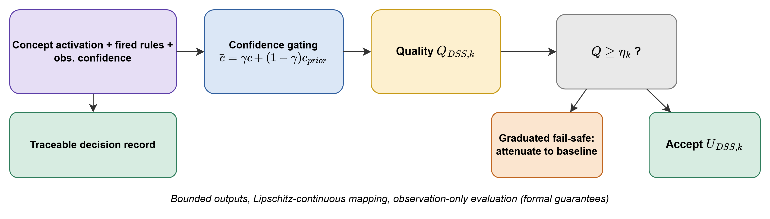 Concept activation + fired rules +
obs. confidence
Confidence gating
c̄ = γc + (1 − γ)c_prior
Quality Q_DSS,k
Q ≥ η_k ?
Traceable decision record
Graduated fail-safe:
attenuate to baseline
Accept U_DSS,k
Bounded outputs, Lipschitz-continuous mapping, observation-only evaluation (formal guarantees)